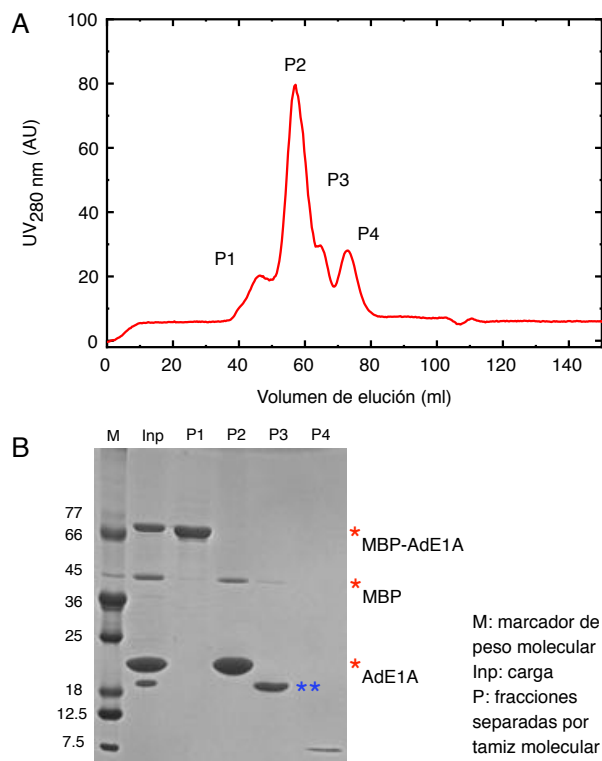 A
100
80
60
40
20
0
UV280 nm (AU)
P1
P2
P3
P4
0 20 40 60 80 100 120 140
Volumen de elución (ml)
B
M Inp P1 P2 P3 P4
77
66
45
36
25
18
12.5
7.5
*MBP-AdE1A
*MBP
*AdE1A
**
M: marcador de
peso molecular
Inp: carga
P: fracciones
separadas por
tamiz molecular